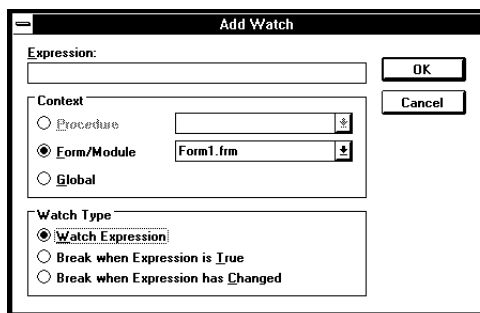 Add Watch
Expression:
OK
Cancel
Context
Procedure
Form/Module
Form1.frm
Global
Watch Type
Watch Expression
Break when Expression is True
Break when Expression has Changed